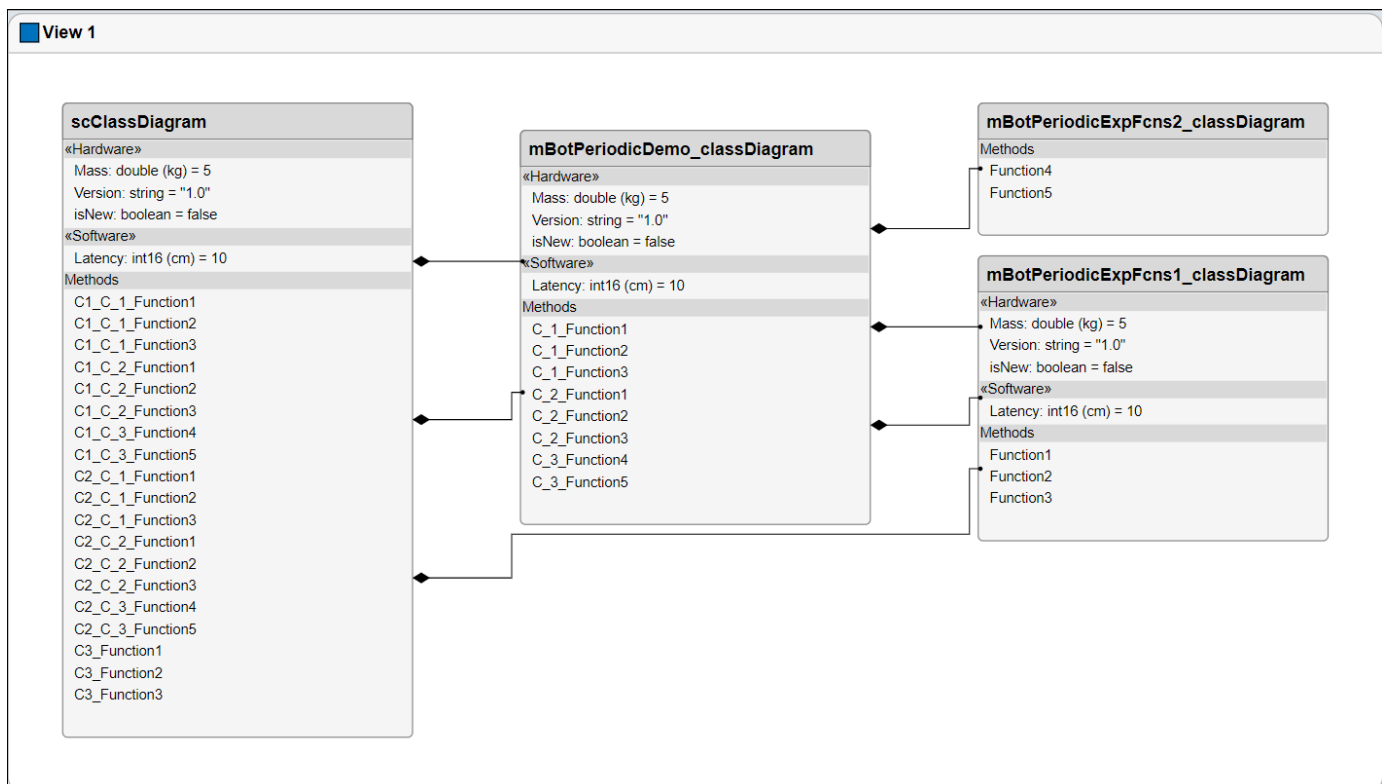 View 1
scClassDiagram
«Hardware»
Mass: double (kg) = 5
Version: string = "1.0"
isNew: boolean = false
«Software»
Latency: int16 (cm) = 10
Methods
C1_C_1_Function1
C1_C_1_Function2
C1_C_1_Function3
C1_C_2_Function1
C1_C_2_Function2
C1_C_2_Function3
C1_C_3_Function4
C1_C_3_Function5
C2_C_1_Function1
C2_C_1_Function2
C2_C_1_Function3
C2_C_2_Function1
C2_C_2_Function2
C2_C_2_Function3
C2_C_3_Function4
C2_C_3_Function5
C3_Function1
C3_Function2
C3_Function3
mBotPeriodicDemo_classDiagram
«Hardware»
Mass: double (kg) = 5
Version: string = "1.0"
isNew: boolean = false
«Software»
Latency: int16 (cm) = 10
Methods
C_1_Function1
C_1_Function2
C_1_Function3
C_2_Function1
C_2_Function2
C_2_Function3
C_3_Function4
C_3_Function5
mBotPeriodicExpFcns2_classDiagram
Methods
Function4
Function5
mBotPeriodicExpFcns1_classDiagram
«Hardware»
Mass: double (kg) = 5
Version: string = "1.0"
isNew: boolean = false
«Software»
Latency: int16 (cm) = 10
Methods
Function1
Function2
Function3